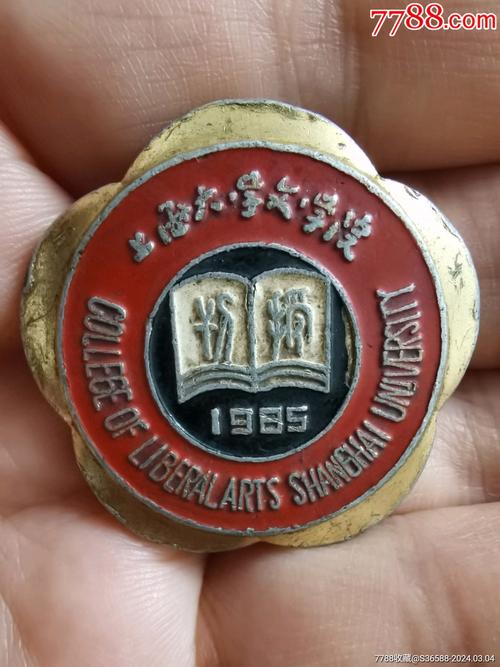 7788.com
上海大学文学院
1985
COLLEGE OF LIBERAL ARTS SHANGHAI UNIVERSITY
7788收藏@S36588-2024.03.04